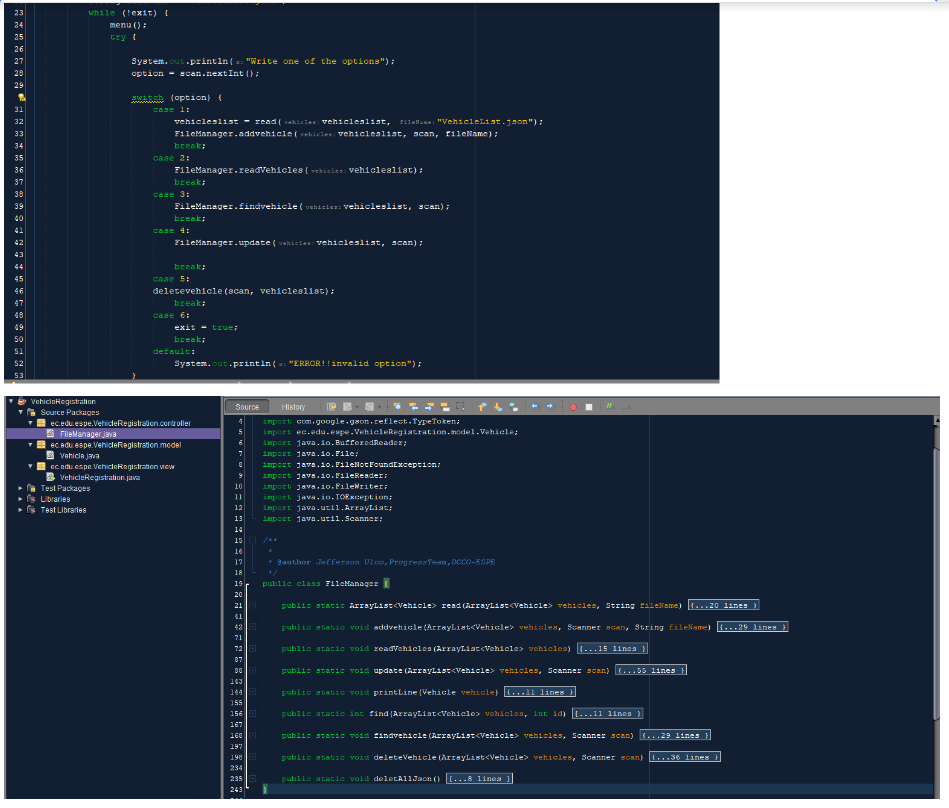 23 while (!exit) {
24 menu();
25 try {
26
27 System.out.println( x: "Write one of the options");
28 option = scan.nextInt();
29
switch (option) {
31 case 1:
32 vehicleslist = read( vehicles: vehicleslist, fileName: "VehicleList.json");
33 FileManager.addvehicle( vehicles: vehicleslist, scan, fileName);
34 break;
35 case 2:
36 FileManager.readVehicles( vehicles: vehicleslist);
37 break;
38 case 3:
39 FileManager.findvehicle( vehicles: vehicleslist, scan);
40 break;
41 case 4:
42 FileManager.update( vehicles: vehicleslist, scan);
43
44 break;
45 case 5:
46 deletevehicle(scan, vehicleslist);
47 break;
48 case 6:
49 exit = true;
50 break;
51 default:
52 System.out.println( x: "ERROR!!invalid option");
53 }
VehicleRegistration
Source Packages
ec.edu.espe.VehicleRegistration.controller
FileManager.java
ec.edu.espe.VehicleRegistration.model
Vehicle.java
ec.edu.espe.VehicleRegistration.view
VehicleRegistration.java
Test Packages
Libraries
Test Libraries
Source History
4 import com.google.gson.reflect.TypeToken;
5 import ec.edu.espe.VehicleRegistration.model.Vehicle;
6 import java.io.BufferedReader;
7 import java.io.File;
8 import java.io.FileNotFoundException;
9 import java.io.FileReader;
10 import java.io.FileWriter;
11 import java.io.IOException;
12 import java.util.ArrayList;
13 import java.util.Scanner;
14
15 /**
16 *
17 * @author Jefferson Ulco,ProgressTeam,DCCO-ESPE
18 */
19 public class FileManager {
20
21 public static ArrayList<Vehicle> read(ArrayList<Vehicle> vehicles, String fileName) {...20 lines }
41
42 public static void addvehicle(ArrayList<Vehicle> vehicles, Scanner scan, String fileName) {...29 lines }
71
72 public static void readVehicles(ArrayList<Vehicle> vehicles) {...15 lines }
87
88 public static void update(ArrayList<Vehicle> vehicles, Scanner scan) {...55 lines }
143
144 public static void printLine(Vehicle vehicle) {...11 lines }
155
156 public static int find(ArrayList<Vehicle> vehicles, int id) {...11 lines }
167
168 public static void findvehicle(ArrayList<Vehicle> vehicles, Scanner scan) {...29 lines }
197
198 public static void deleteVehicle(ArrayList<Vehicle> vehicles, Scanner scan) {...36 lines }
234
235 public static void deletAllJson() {...8 lines }
243 }